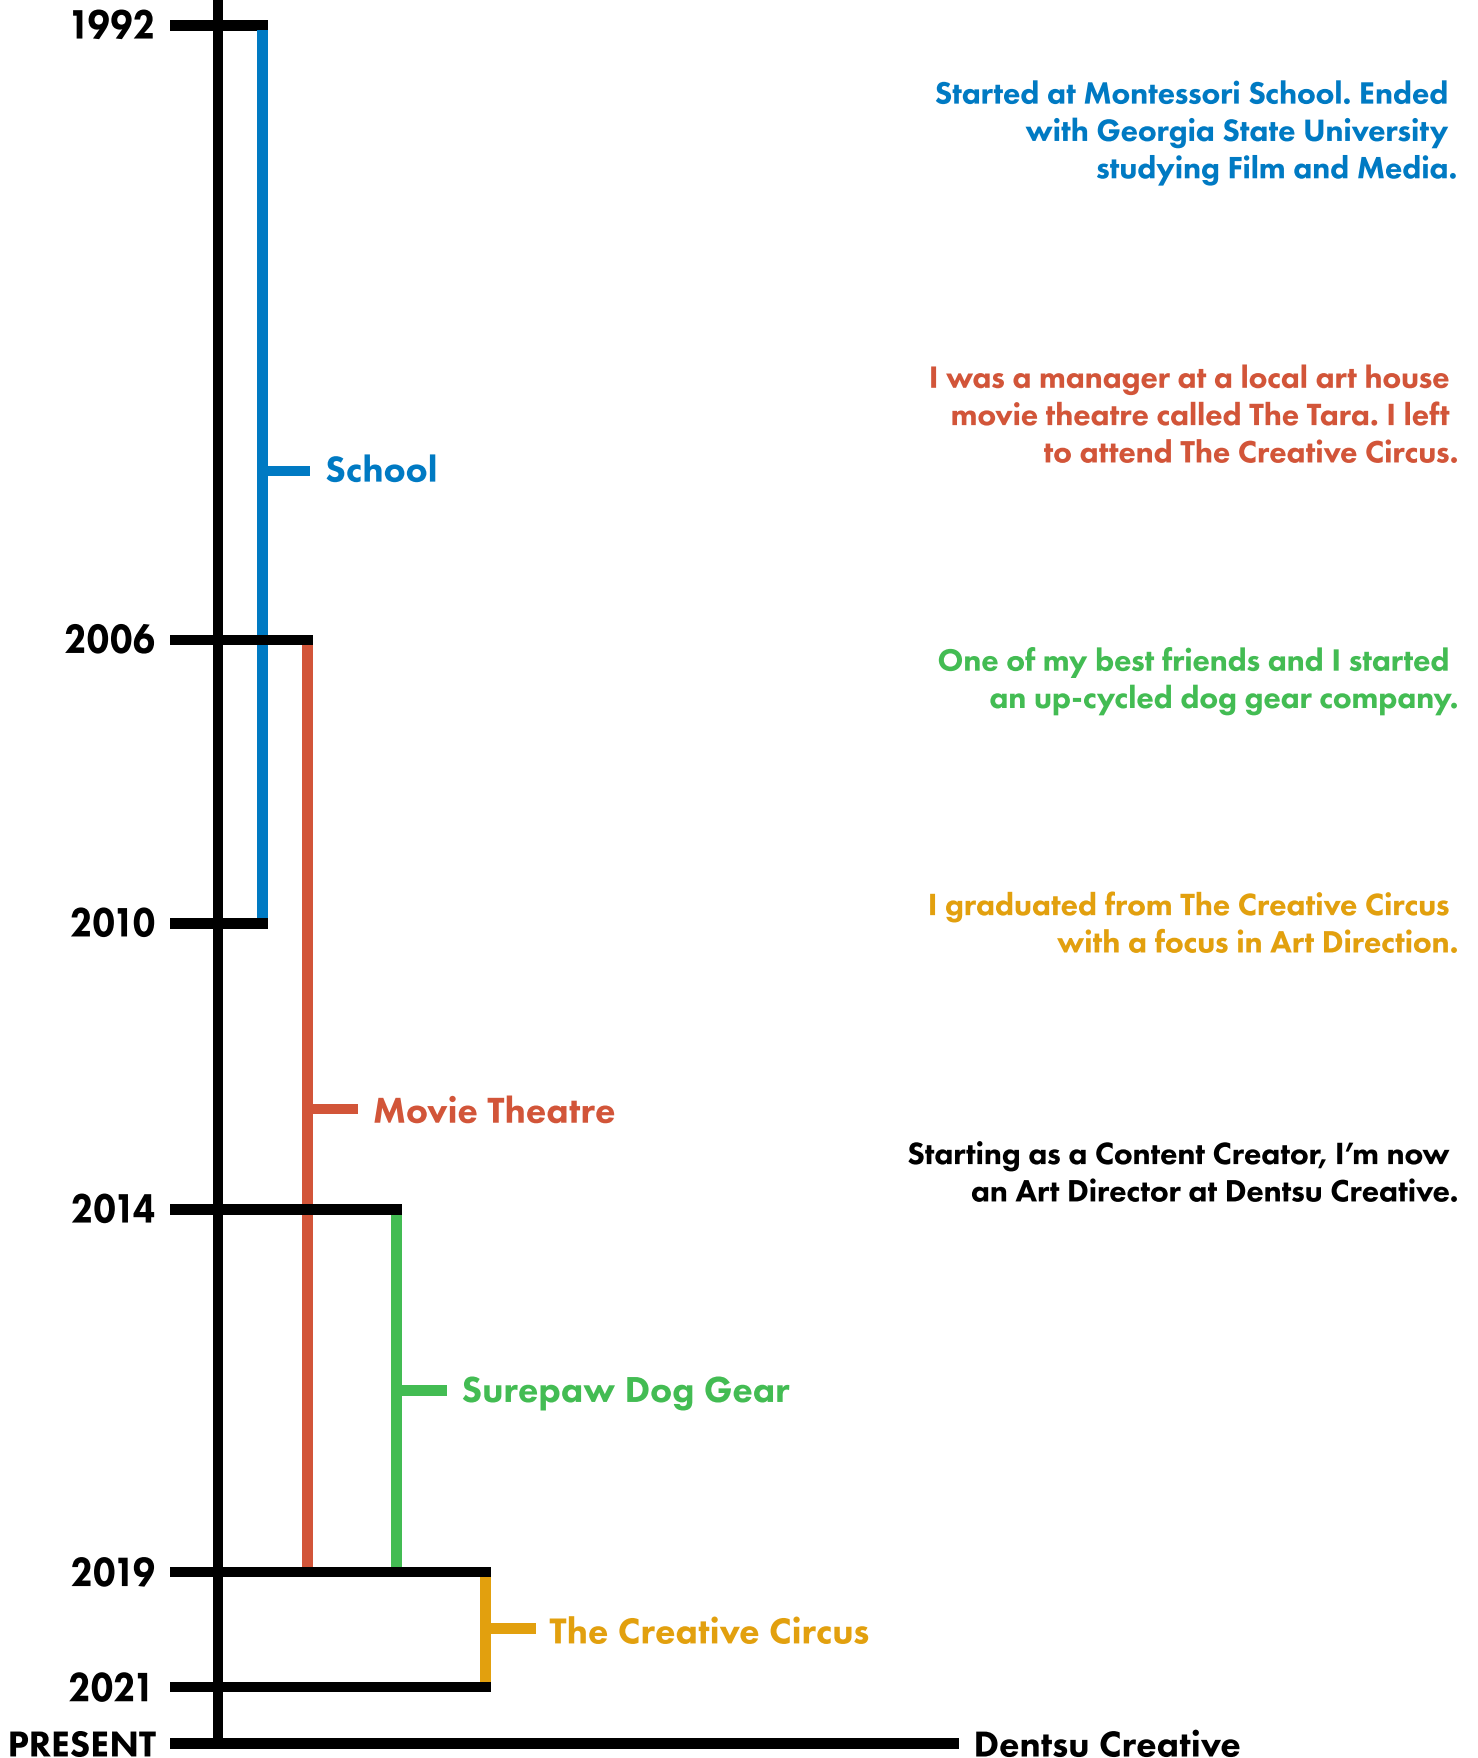 1992
Started at Montessori School. Ended
with Georgia State University
studying Film and Media.
I was a manager at a local art house
movie theatre called The Tara. I left
to attend The Creative Circus.
School
2006
One of my best friends and I started
an up-cycled dog gear company.
2010
I graduated from The Creative Circus
with a focus in Art Direction.
Movie Theatre
Starting as a Content Creator, I’m now
an Art Director at Dentsu Creative.
2014
Surepaw Dog Gear
2019
The Creative Circus
2021
PRESENT
Dentsu Creative